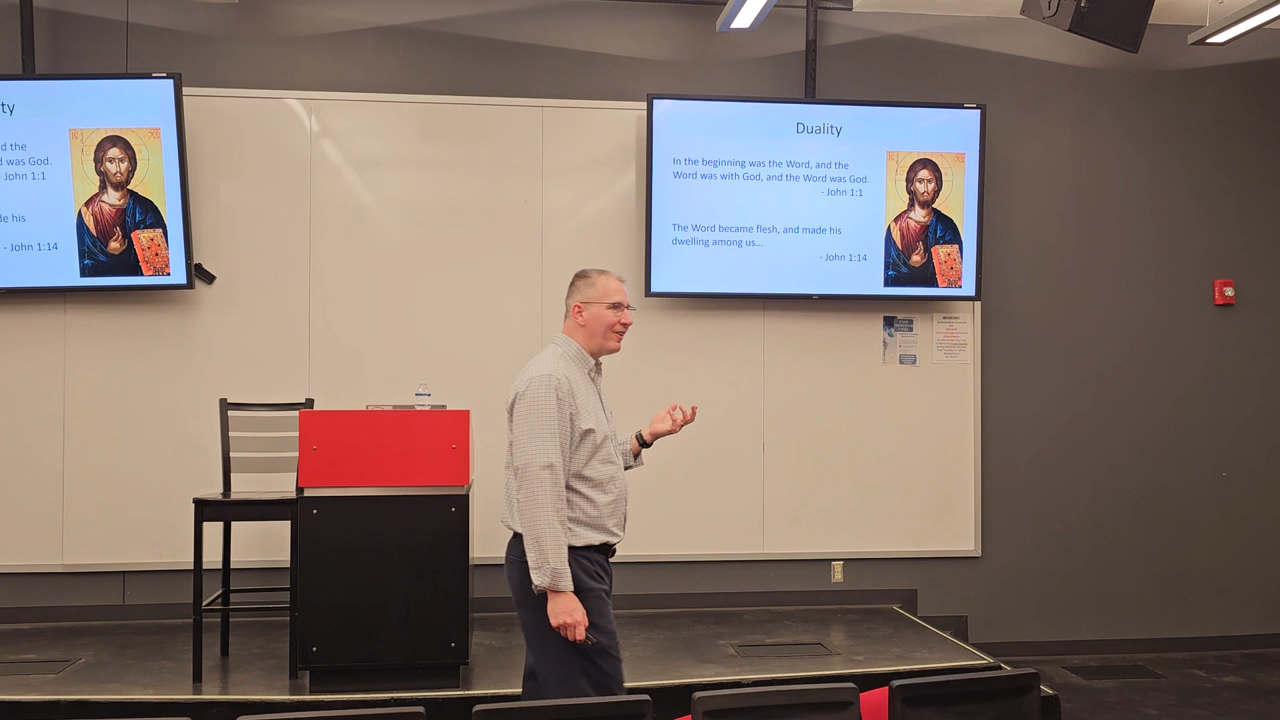 ty
d the
d was God.
- John 1:1
de his
- John 1:14
Duality
In the beginning was the Word, and the
Word was with God, and the Word was God.
- John 1:1
The Word became flesh, and made his
dwelling among us...
- John 1:14
IMPORTANT!